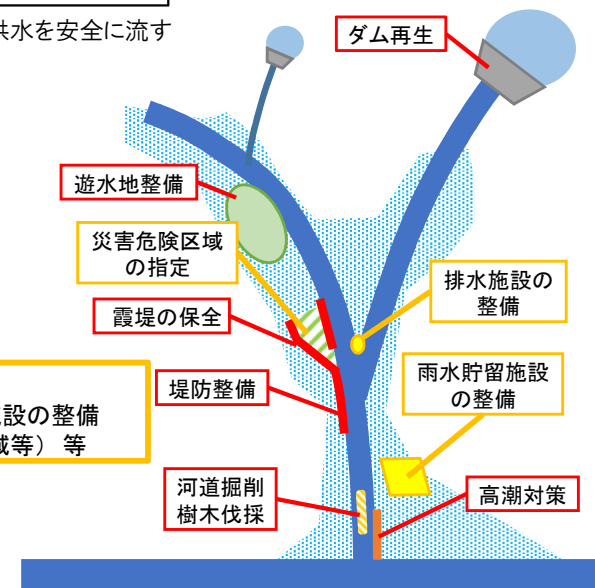 洪水を安全に流す
ダム再生
遊水地整備
災害危険区域
の指定
排水施設の
整備
霞堤の保全
雨水貯留施設
の整備
堤防整備
設の整備
域等） 等
河道掘削
樹木伐採
高潮対策